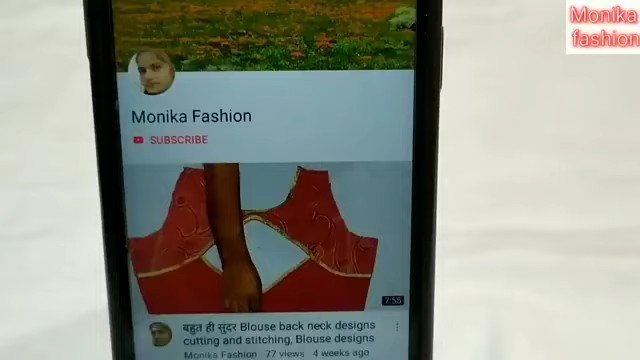 Monika
fashion
Monika Fashion
SUBSCRIBE
7:55
बहुत ही सुंदर Blouse back neck designs
cutting and stitching, Blouse designs
Monika Fashion 77 views 4 weeks ago